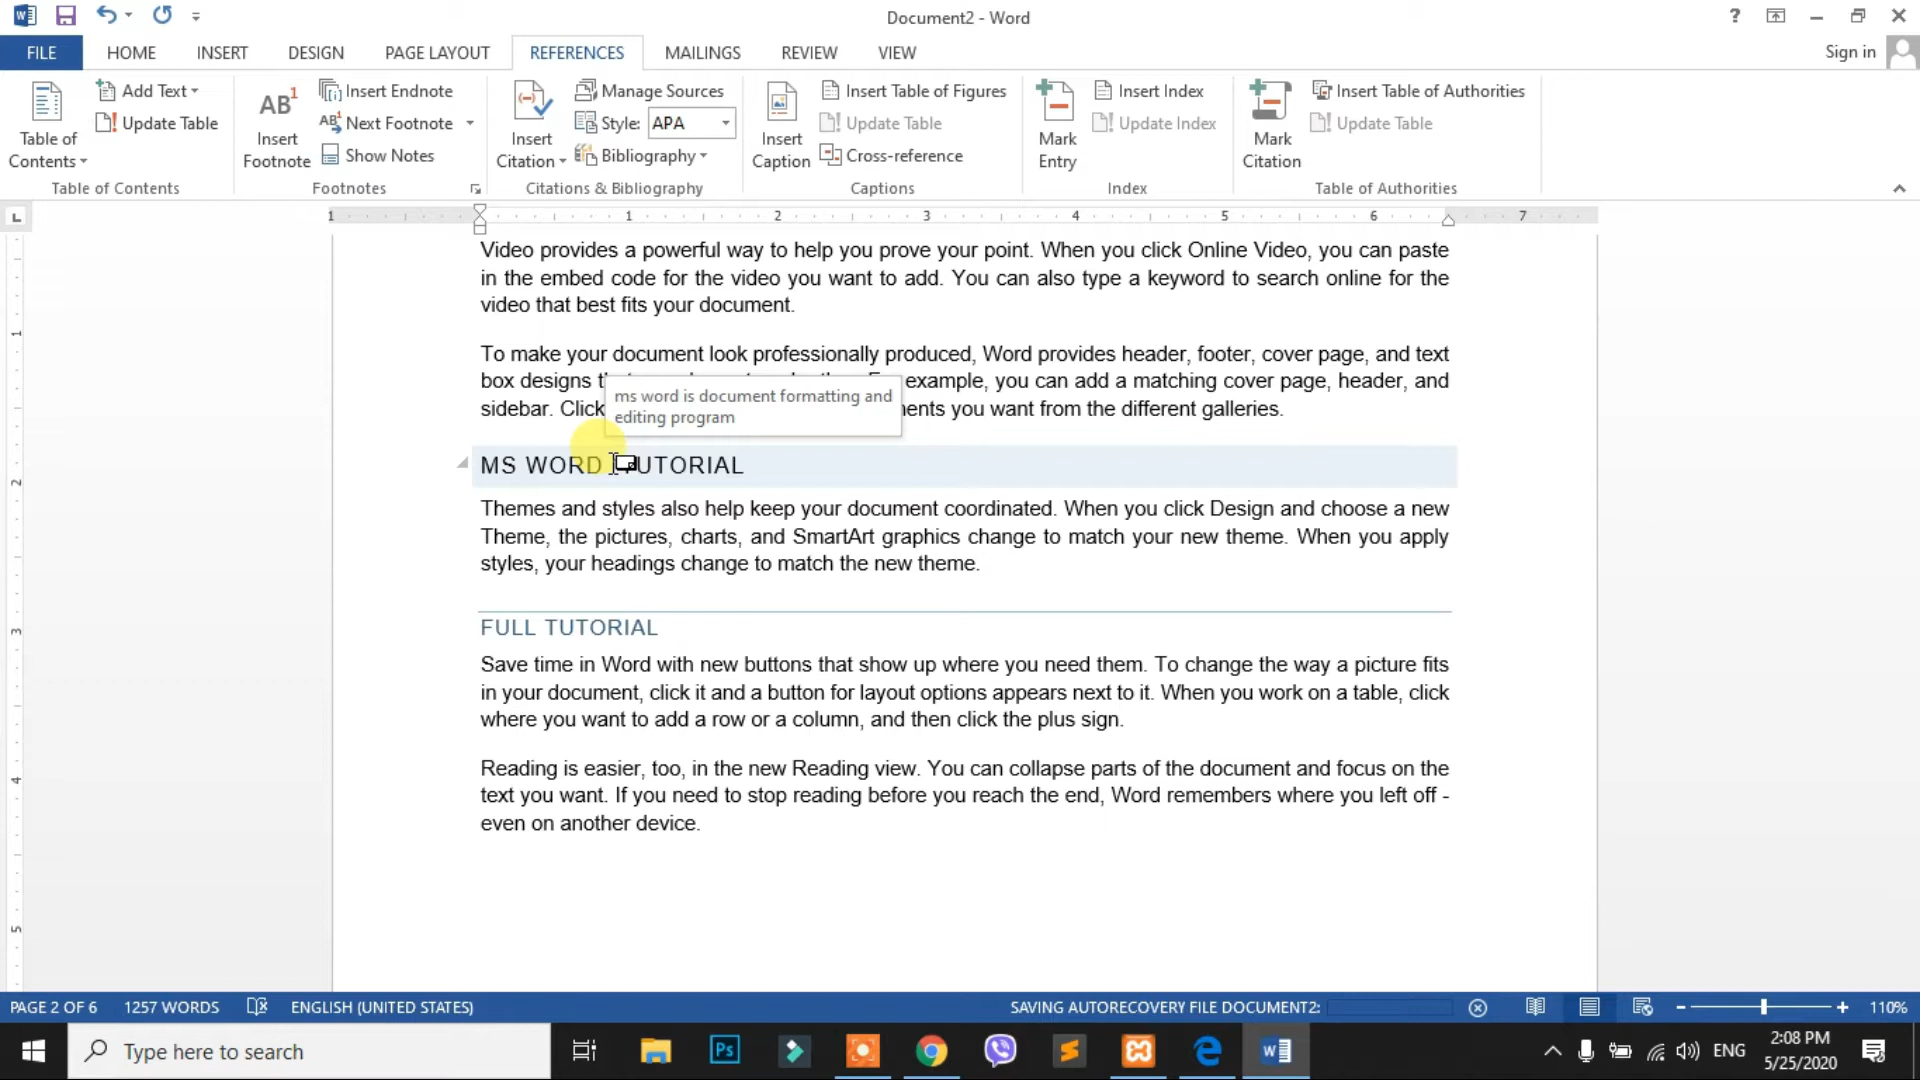 Document2 - Word
?
Sign in
FILE HOME INSERT DESIGN PAGE LAYOUT REFERENCES MAILINGS REVIEW VIEW
Table of Contents
Add Text
Update Table
Table of Contents
AB1
Insert Footnote
Insert Endnote
Next Footnote
Show Notes
Footnotes
Insert Citation
Manage Sources
Style: APA
Bibliography
Citations & Bibliography
Insert Caption
Insert Table of Figures
Update Table
Cross-reference
Captions
Mark Entry
Insert Index
Update Index
Index
Mark Citation
Insert Table of Authorities
Update Table
Table of Authorities
1 1 2 3 4 5 6 7
Video provides a powerful way to help you prove your point. When you click Online Video, you can paste
in the embed code for the video you want to add. You can also type a keyword to search online for the
video that best fits your document.
To make your document look professionally produced, Word provides header, footer, cover page, and text
box designs example, you can add a matching cover page, header, and
sidebar. Click you want from the different galleries.
ms word is document formatting and
editing program
MS WORD TUTORIAL
Themes and styles also help keep your document coordinated. When you click Design and choose a new
Theme, the pictures, charts, and SmartArt graphics change to match your new theme. When you apply
styles, your headings change to match the new theme.
FULL TUTORIAL
Save time in Word with new buttons that show up where you need them. To change the way a picture fits
in your document, click it and a button for layout options appears next to it. When you work on a table, click
where you want to add a row or a column, and then click the plus sign.
Reading is easier, too, in the new Reading view. You can collapse parts of the document and focus on the
text you want. If you need to stop reading before you reach the end, Word remembers where you left off -
even on another device.
1
2
3
4
5
PAGE 2 OF 6 1257 WORDS ENGLISH (UNITED STATES) SAVING AUTORECOVERY FILE DOCUMENT2: 110%
Type here to search
Ps
ENG
2:08 PM
5/25/2020